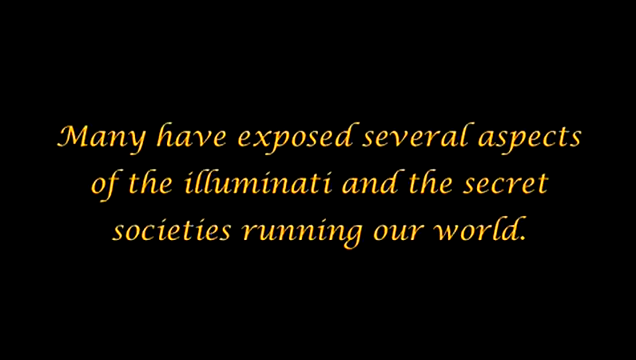 Many have exposed several aspects
of the illuminati and the secret
societies running our world.